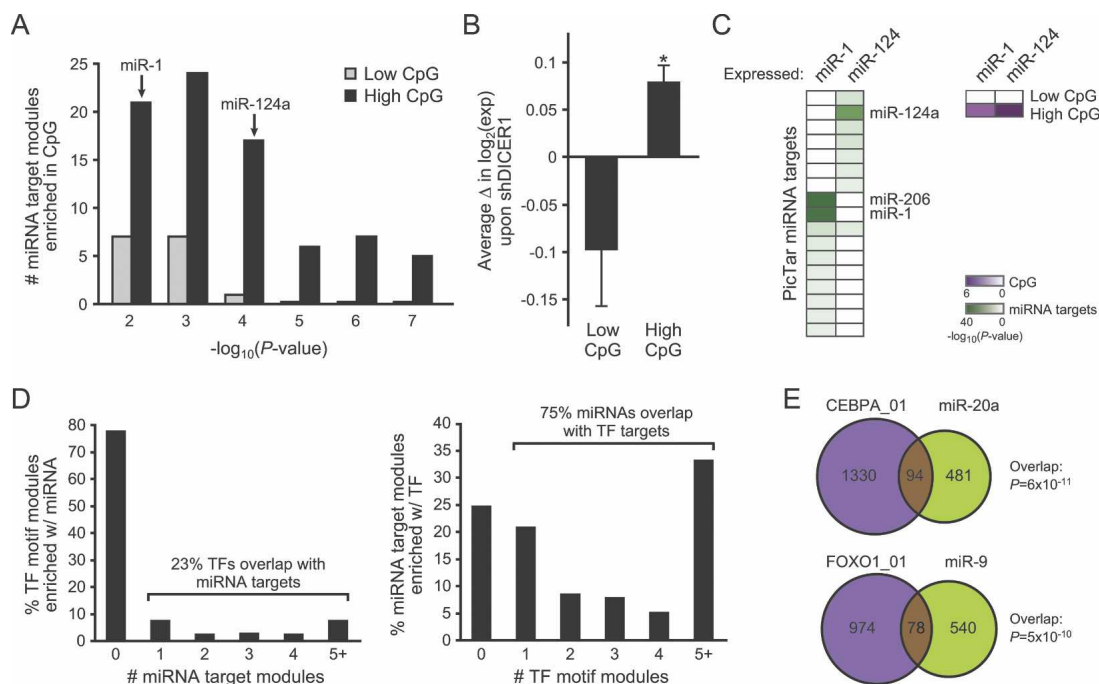 A
# miRNA target modules
enriched in CpG
25
20
15
10
5
0
miR-1
miR-124a
Low CpG
High CpG
2 3 4 5 6 7
-log10(P-value)
B
Average Δ in log2(exp)
upon shDICER1
0.1
0.05
0
-0.05
-0.1
-0.15
*
Low
CpG
High
CpG
C
Expressed:
miR-1
miR-124
PicTar miRNA targets
miR-124a
miR-206
miR-1
miR-1
miR-124
Low CpG
High CpG
CpG
6 0
miRNA targets
40 0
-log10(P-value)
D
% TF motif modules
enriched w/ miRNA
80
70
60
50
40
30
20
10
0
23% TFs overlap with
miRNA targets
0 1 2 3 4 5+
# miRNA target modules
% miRNA target modules
enriched w/ TF
40
35
30
25
20
15
10
5
0
75% miRNAs overlap
with TF targets
0 1 2 3 4 5+
# TF motif modules
E
CEBPA_01 miR-20a
1330 94 481
Overlap:
P=6x10-11
FOXO1_01 miR-9
974 78 540
Overlap:
P=5x10-10